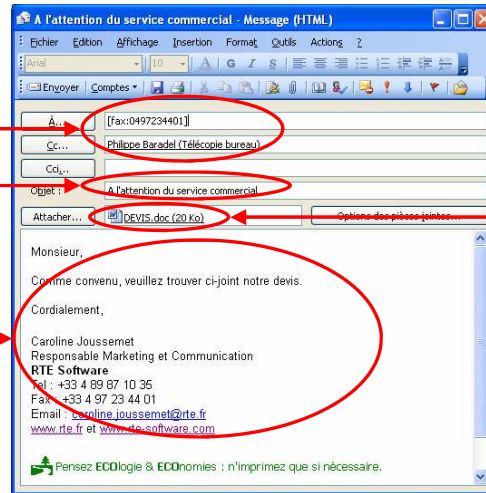 A l'attention du service commercial - Message (HTML)
Fichier Edition Affichage Insertion Format Outils Actions ?
Arial 10 A G I S
Envoyer Comptes
À... [fax:0497234401]
Cc... Philippe Baradel (Télécopie bureau)
Cci...
Objet : A l'attention du service commercial
Attacher... DEVIS.doc (20 Ko) Options des pièces jointes...
Monsieur,
Comme convenu, veuillez trouver ci-joint notre devis.
Cordialement,
Caroline Joussemet
Responsable Marketing et Communication
RTE Software
Tel : +33 4 89 87 10 35
Fax : +33 4 97 23 44 01
Email : caroline.joussemet@rte.fr
www.rte.fr et www.rte-software.com
Pensez ECOlogie & ECOnomies : n'imprimez que si nécessaire.